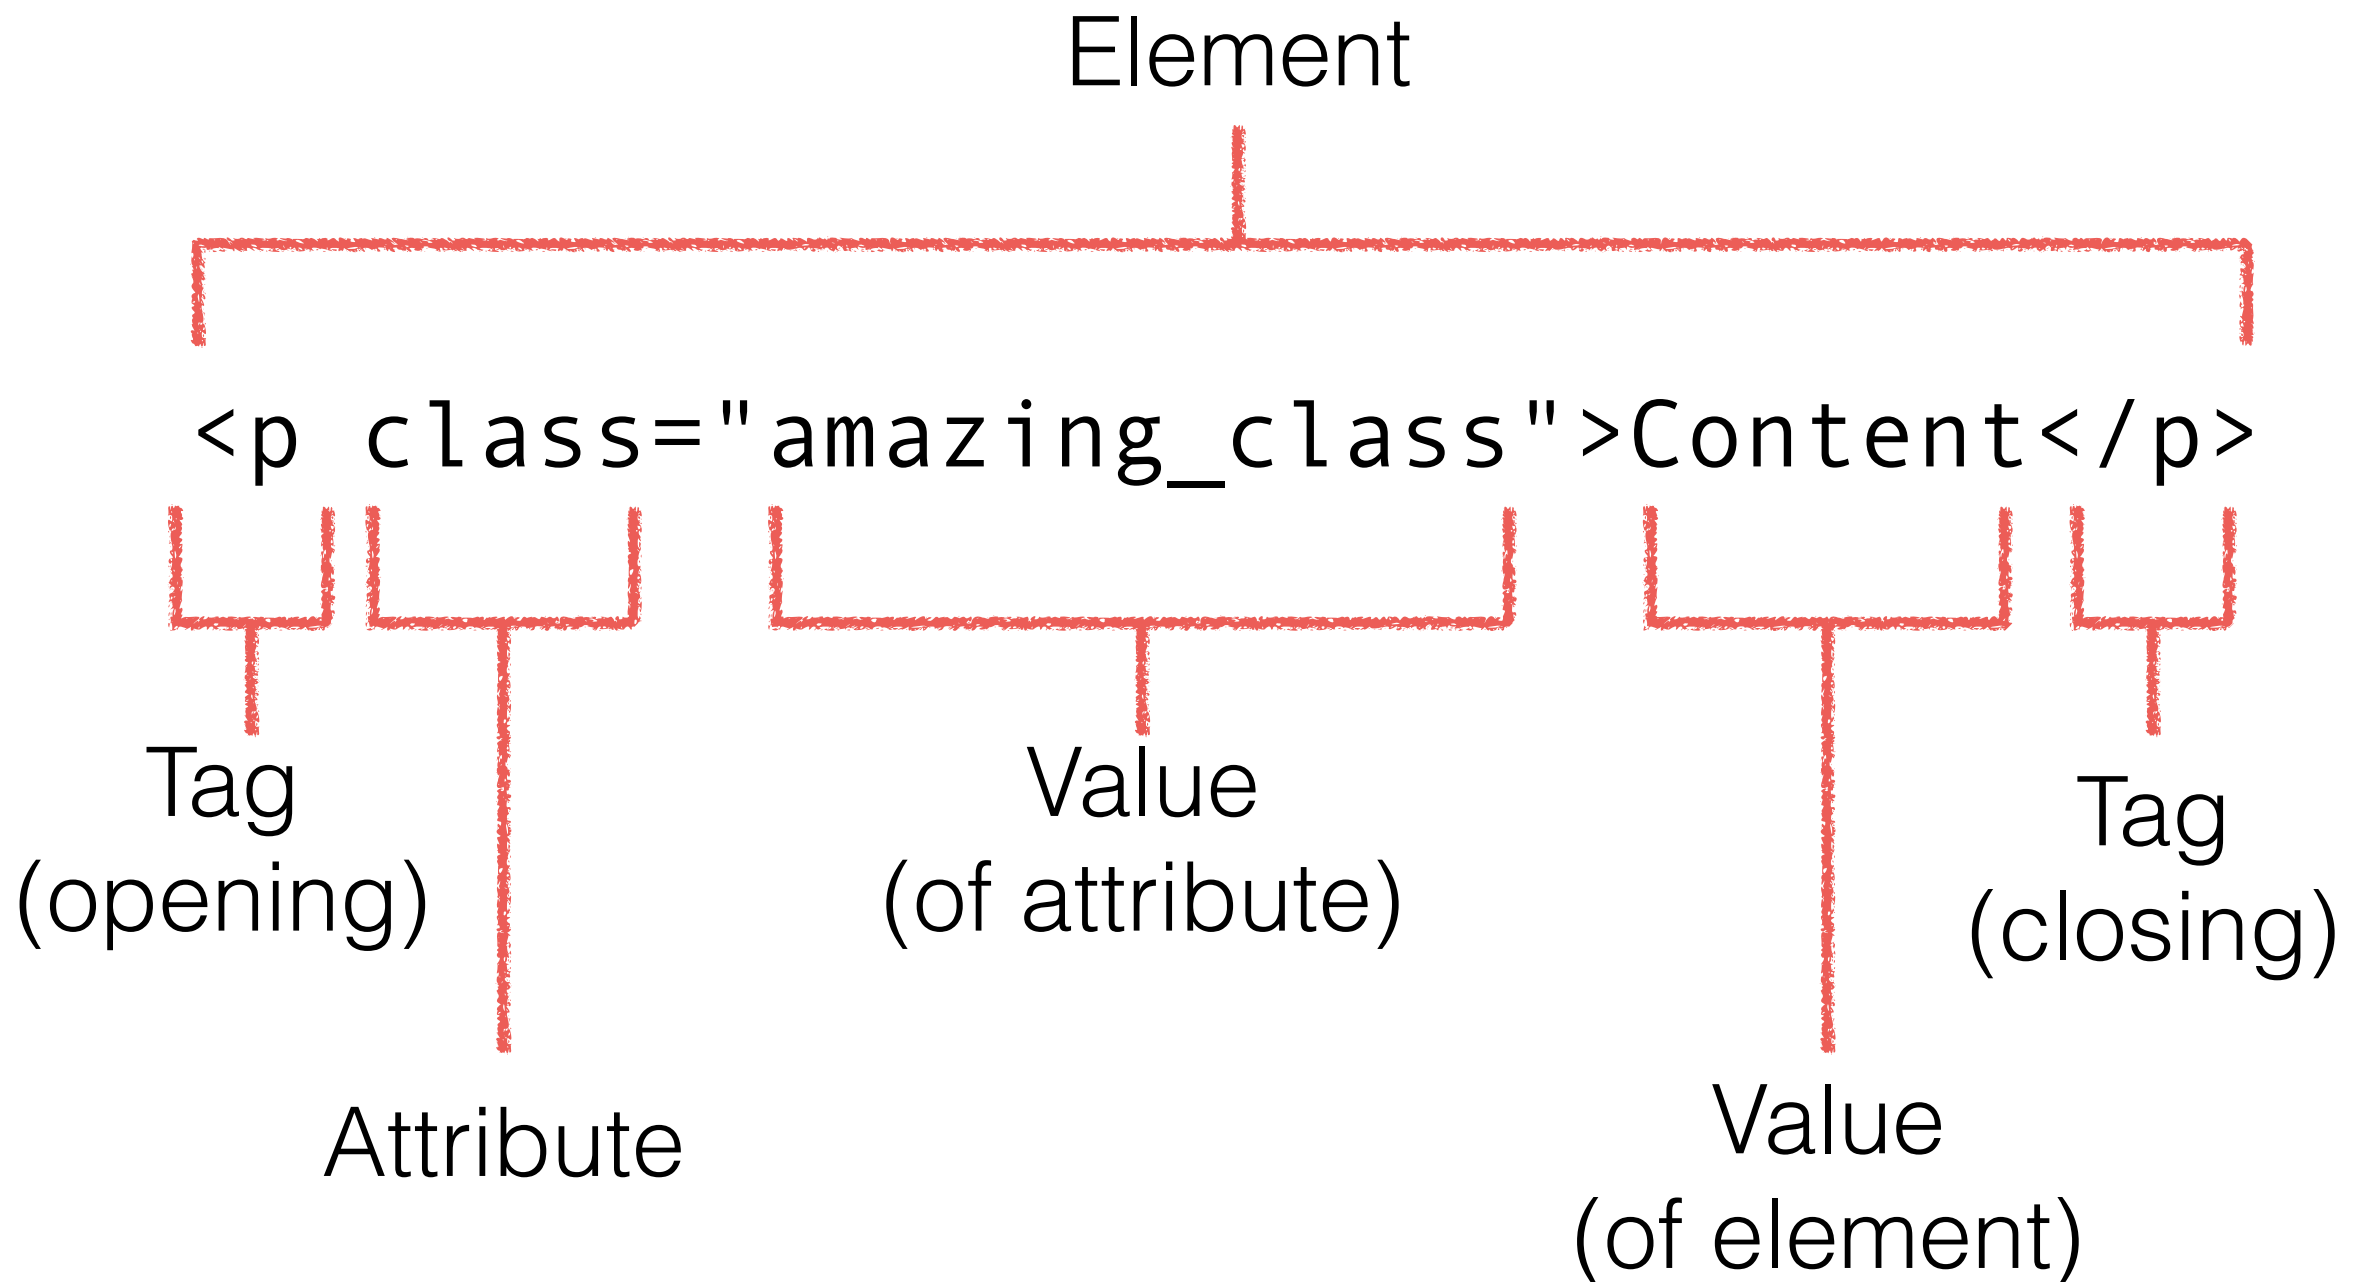 Element
<p class="amazing_class">Content</p>
Tag
(opening)
Value
(of attribute)
Tag
(closing)
Attribute
Value
(of element)